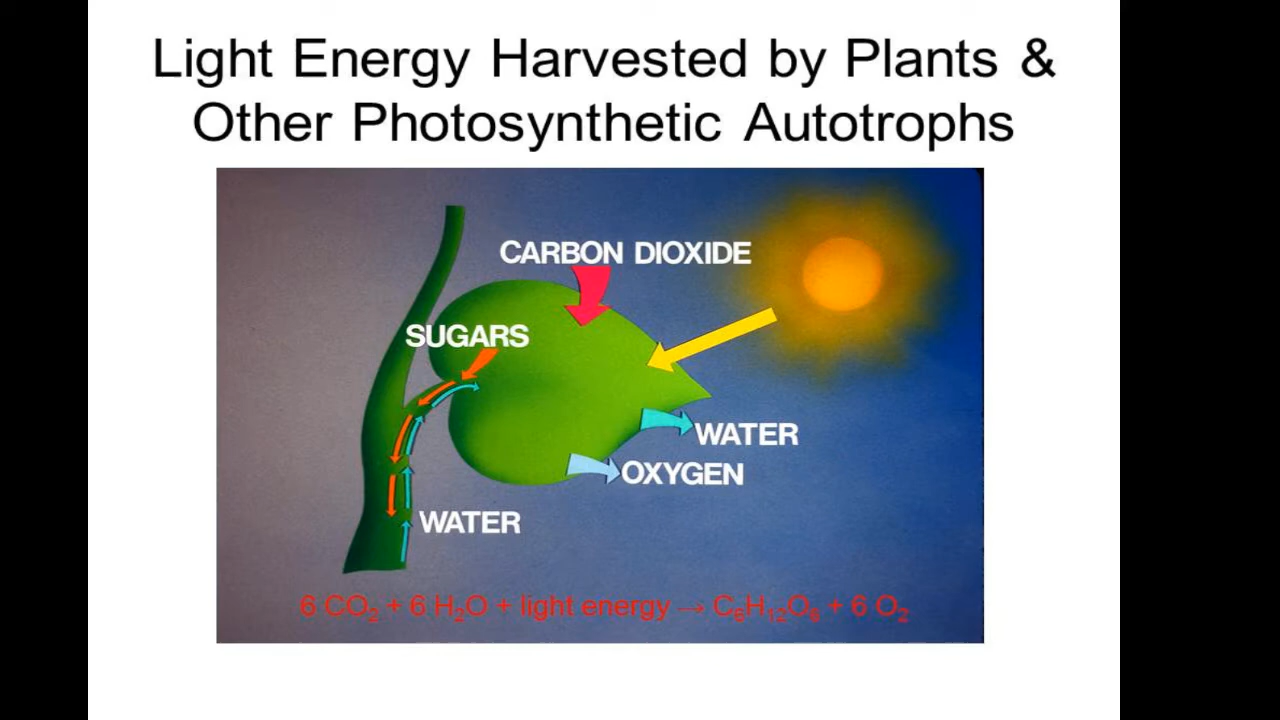 Light Energy Harvested by Plants &
Other Photosynthetic Autotrophs
CARBON DIOXIDE
SUGARS
WATER
OXYGEN
WATER
6 CO₂ + 6 H₂O + light energy → C₆H₁₂O₆ + 6 O₂